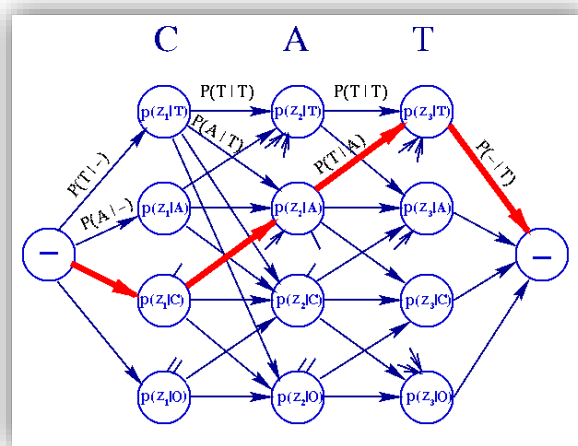 C A T
P(T | T) P(T | T)
p(z₁|T) p(z₂|T) p(z₃|T)
P(A | T) P(T | A) P(– | T)
P(T | –)
P(A | –)
p(z₁|A) p(z₂|A) p(z₃|A)
– –
p(z₁|C) p(z₂|C) p(z₃|C)
p(z₁|O) p(z₂|O) p(z₃|O)